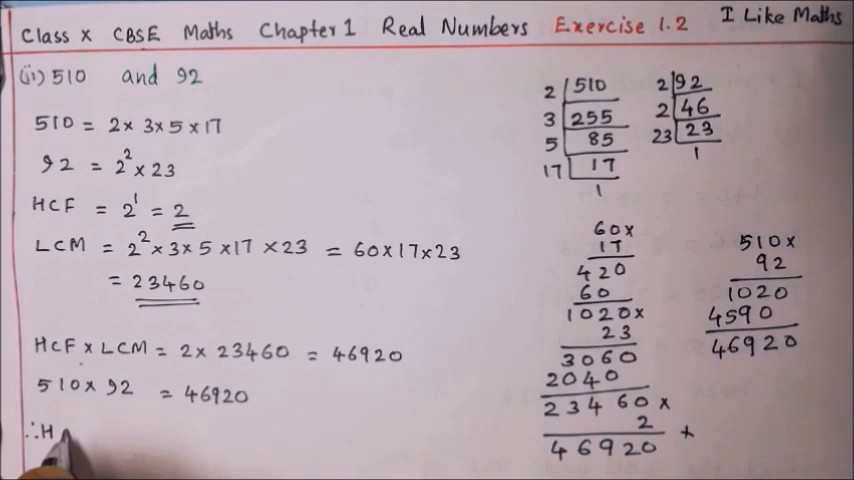 Class X CBSE Maths Chapter 1 Real Numbers Exercise 1.2 I Like Maths
(ii) 510 and 92
510 = 2 × 3 × 5 × 17
92 = 2² × 23
HCF = 2¹ = 2
LCM = 2² × 3 × 5 × 17 × 23 = 60 × 17 × 23
= 23460
HCF × LCM = 2 × 23460 = 46920
510 × 92 = 46920
∴ H
2 | 510
3 | 255
5 | 85
17 | 17
1
2 | 92
2 | 46
23 | 23
1
60 ×
17
420
60
1020 ×
23
3060
2040
23460 ×
2
46920 +
510 ×
92
1020
4590
46920